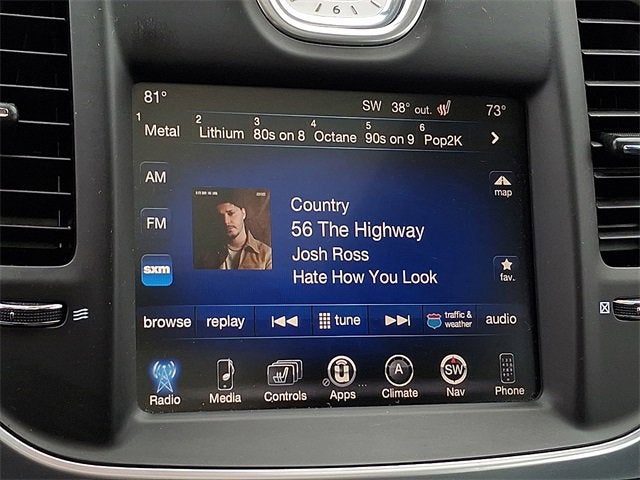 6
81°
SW 38° out. 73°
1 Metal 2 Lithium 3 80s on 8 4 Octane 5 90s on 9 6 Pop2K
AM
FM
sxm
Country
56 The Highway
Josh Ross
Hate How You Look
map
fav.
browse replay tune traffic & weather audio
A SW
Radio Media Controls Apps Climate Nav Phone